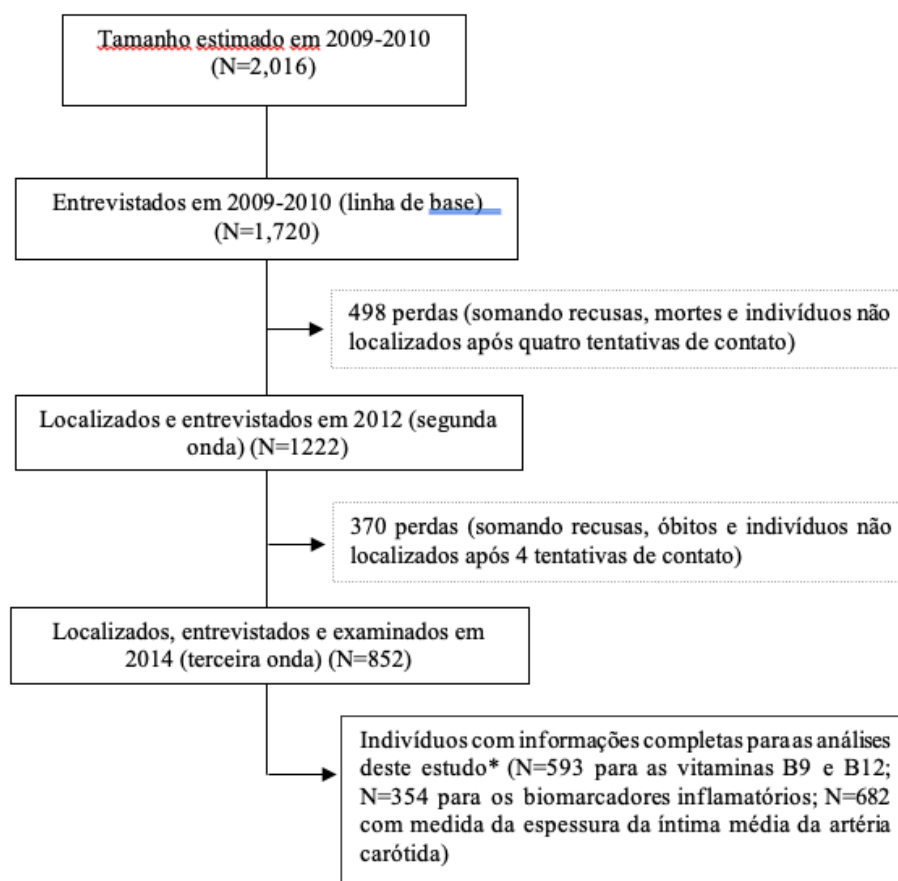 Tamanho estimado em 2009-2010
(N=2,016)
Entrevistados em 2009-2010 (linha de base)
(N=1,720)
498 perdas (somando recusas, mortes e indivíduos não
localizados após quatro tentativas de contato)
Localizados e entrevistados em 2012 (segunda
onda) (N=1222)
370 perdas (somando recusas, óbitos e indivíduos não
localizados após 4 tentativas de contato)
Localizados, entrevistados e examinados em
2014 (terceira onda) (N=852)
Indivíduos com informações completas para as análises
deste estudo* (N=593 para as vitaminas B9 e B12;
N=354 para os biomarcadores inflamatórios; N=682
com medida da espessura da íntima média da artéria
carótida)